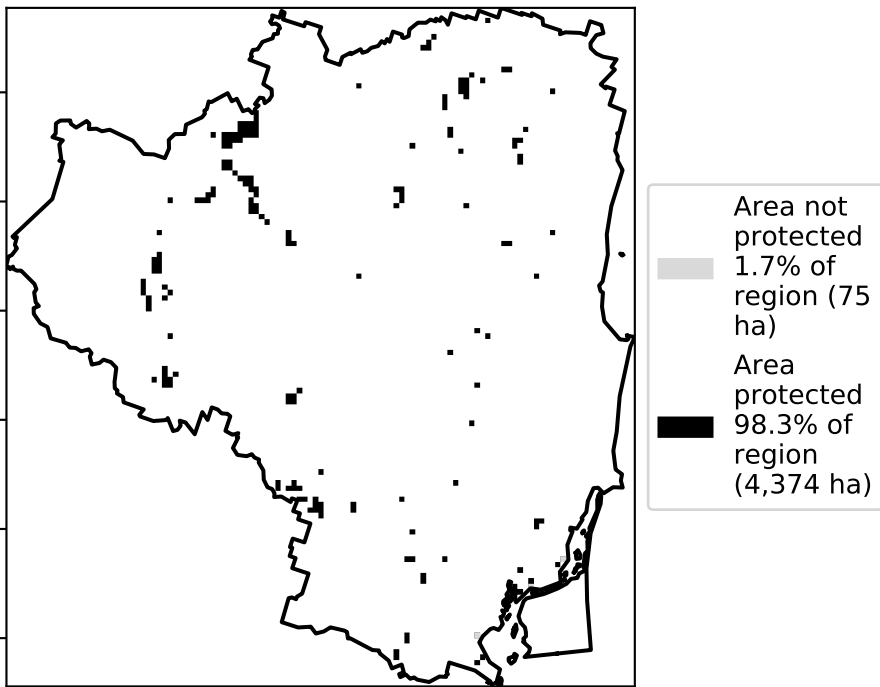 Area not
protected
1.7% of
region (75
ha)
Area
protected
98.3% of
region
(4,374 ha)